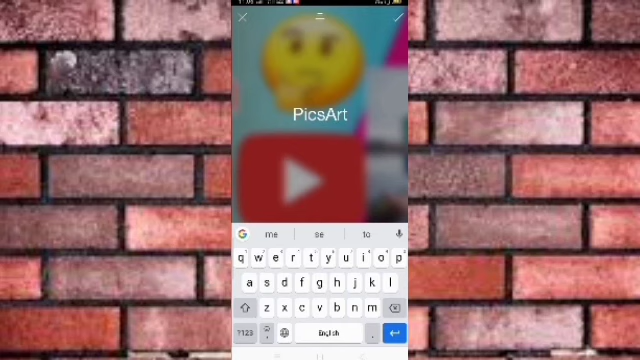 PicsArt
me se to
q w e r t y u i o p
a s d f g h j k l
z x c v b n m
?123 , English .